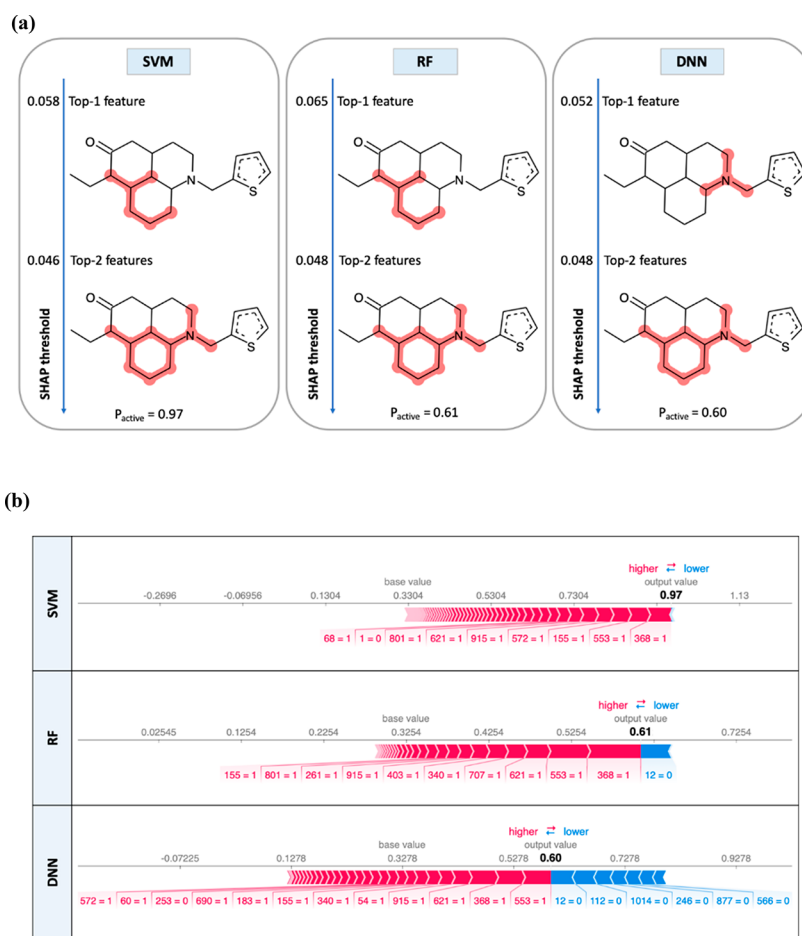 (a)
SVM
RF
DNN
0.058 Top-1 feature
0.065 Top-1 feature
0.052 Top-1 feature
O
N
S
O
N
S
O
N
S
0.046 Top-2 features
0.048 Top-2 features
0.048 Top-2 features
O
N
S
O
N
S
O
N
S
SHAP threshold
SHAP threshold
SHAP threshold
Pactive = 0.97
Pactive = 0.61
Pactive = 0.60
(b)
SVM
higher lower
base value output value
-0.2696 -0.06956 0.1304 0.3304 0.5304 0.7304 0.97 1.13
68 = 1 1 = 0 801 = 1 621 = 1 915 = 1 572 = 1 155 = 1 553 = 1 368 = 1
RF
higher lower
base value output value
0.02545 0.1254 0.2254 0.3254 0.4254 0.5254 0.61 0.7254
155 = 1 801 = 1 261 = 1 915 = 1 403 = 1 340 = 1 707 = 1 621 = 1 553 = 1 368 = 1 12 = 0
DNN
higher lower
base value output value
-0.07225 0.1278 0.3278 0.5278 0.60 0.7278 0.9278
572 = 1 60 = 1 253 = 0 690 = 1 183 = 1 155 = 1 340 = 1 54 = 1 915 = 1 621 = 1 368 = 1 553 = 1 12 = 0 112 = 0 1014 = 0 246 = 0 877 = 0 566 = 0